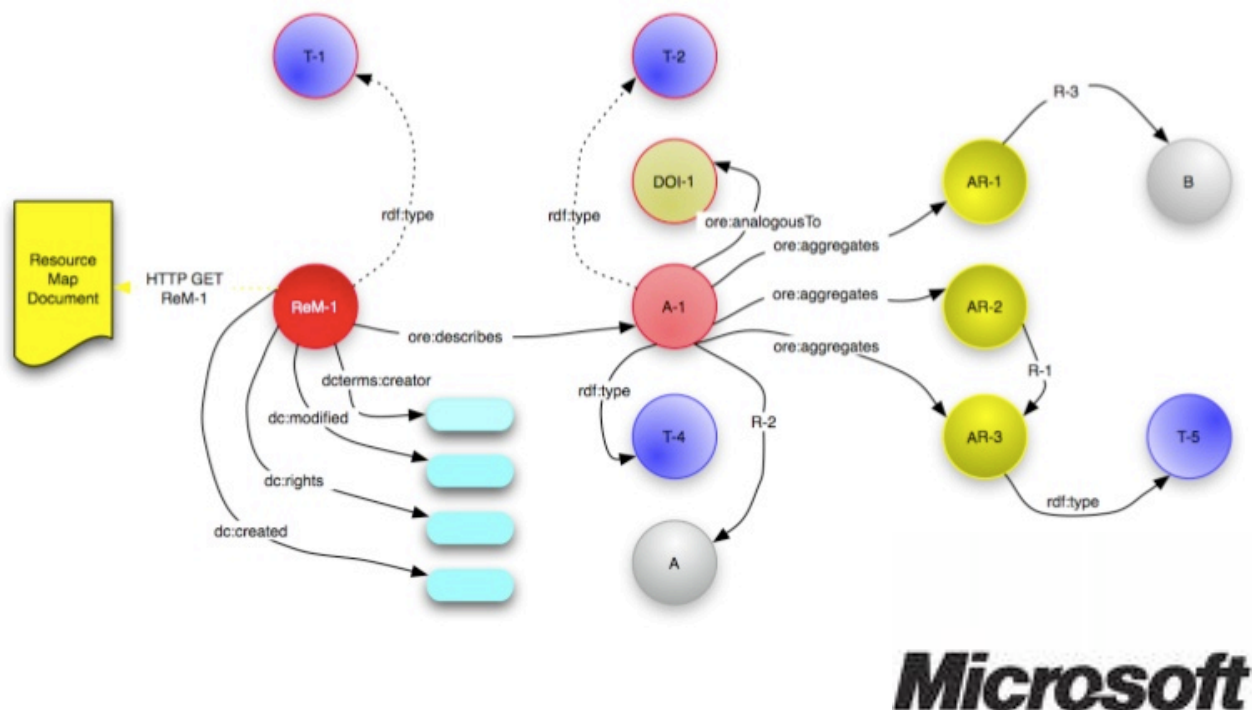 T-1
T-2
R-3
DOI-1
AR-1
B
rdf:type
rdf:type
ore:analogousTo
ore:aggregates
Resource
Map
Document
HTTP GET
ReM-1
ReM-1
A-1
ore:aggregates
AR-2
ore:describes
ore:aggregates
R-1
dcterms:creator
rdf:type
dc:modified
R-2
T-4
AR-3
T-5
dc:rights
rdf:type
dc:created
A
Microsoft